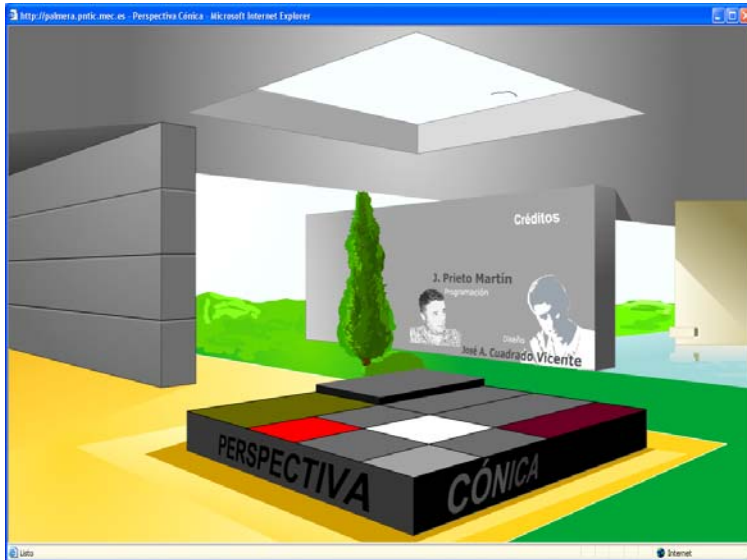 http://palmera.pntic.mec.es - Perspectiva Cónica - Microsoft Internet Explorer
Créditos
J. Prieto Martín
Programación
Diseño
José A. Cuadrado Vicente
PERSPECTIVA
CÓNICA
Listo
Internet